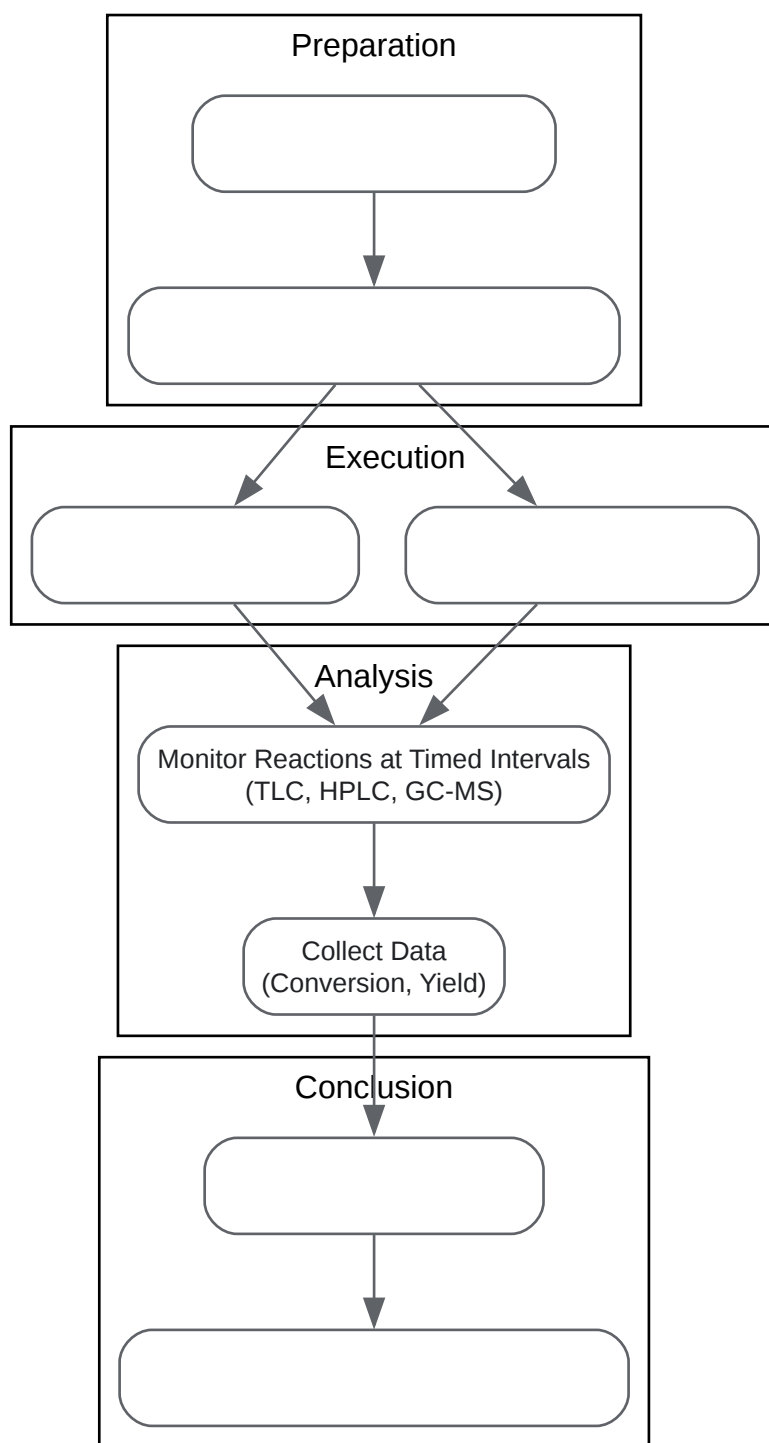 Preparation
Execution
Analysis
Monitor Reactions at Timed Intervals
(TLC, HPLC, GC-MS)
Collect Data
(Conversion, Yield)
Conclusion